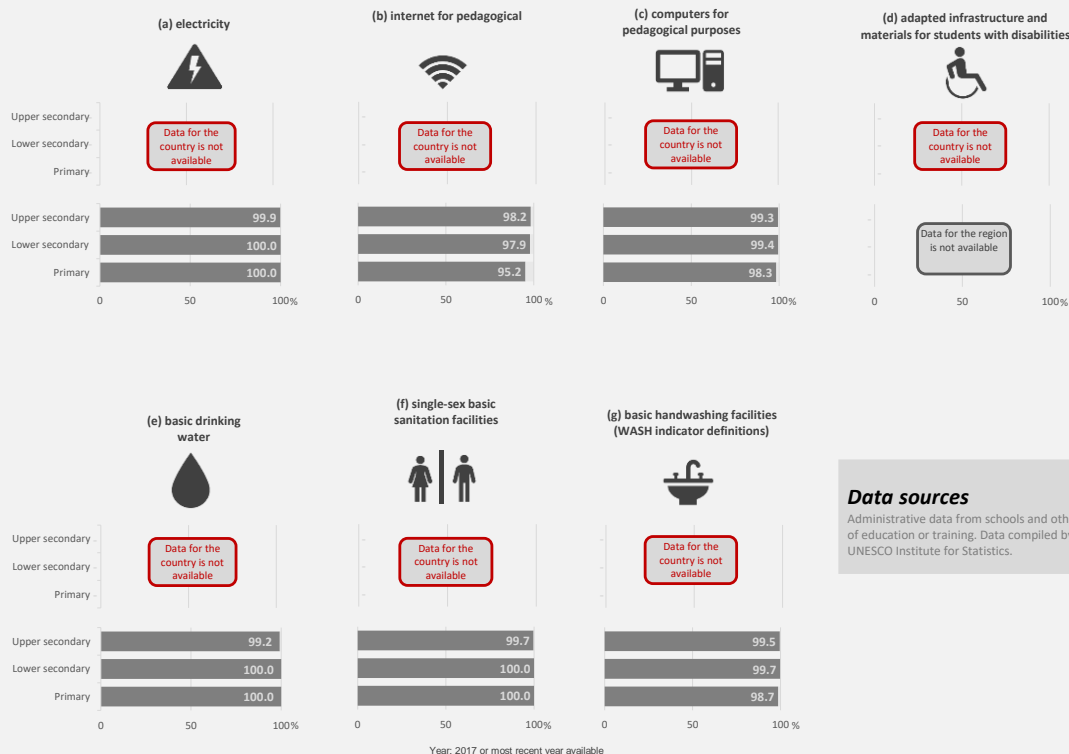 (a) electricity
(b) internet for pedagogical
(c) computers for
pedagogical purposes
(d) adapted infrastructure and
materials for students with disabilities
Upper secondary
Lower secondary
Primary
Data for the
country is not
available
Data for the
country is not
available
Data for the
country is not
available
Data for the
country is not
available
Upper secondary
Lower secondary
Primary
99.9
100.0
100.0
0 50 100%
98.2
97.9
95.2
0 50 100%
99.3
99.4
98.3
0 50 100%
Data for the region
is not available
0 50 100%
(e) basic drinking
water
(f) single-sex basic
sanitation facilities
(g) basic handwashing facilities
(WASH indicator definitions)
Upper secondary
Lower secondary
Primary
Data for the
country is not
available
Data for the
country is not
available
Data for the
country is not
available
Data sources
Administrative data from schools and oth
of education or training. Data compiled by
UNESCO Institute for Statistics.
Upper secondary
Lower secondary
Primary
99.2
100.0
100.0
0 50 100%
99.7
100.0
100.0
0 50 100%
99.5
99.7
98.7
0 50 100%
Year: 2017 or most recent year available